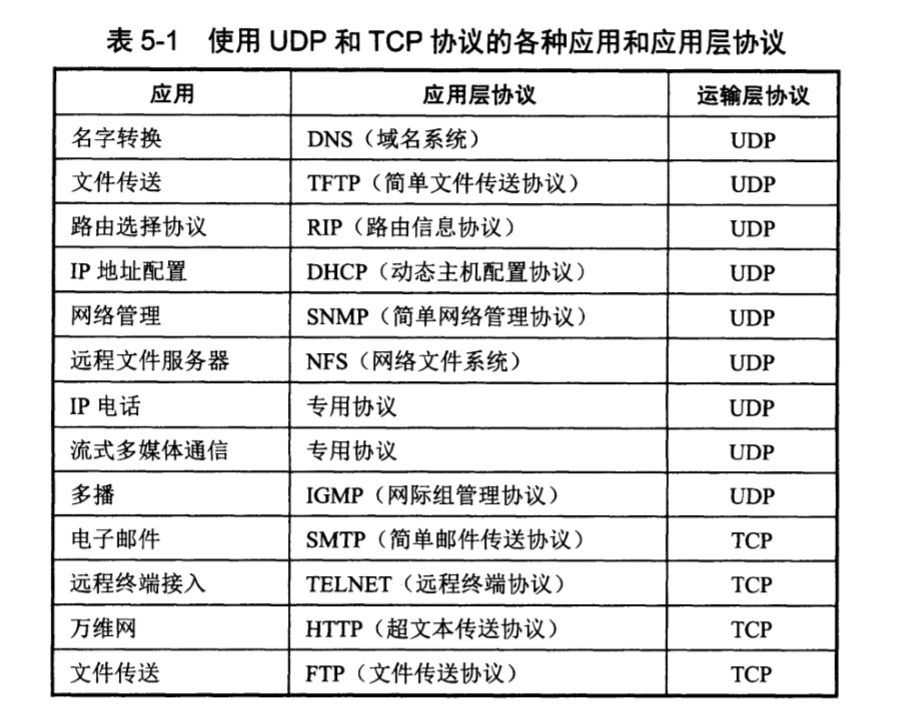 表 5-1 使用 UDP 和 TCP 协议的各种应用和应用层协议
应用 应用层协议 运输层协议
名字转换 DNS（域名系统） UDP
文件传送 TFTP（简单文件传送协议） UDP
路由选择协议 RIP（路由信息协议） UDP
IP 地址配置 DHCP（动态主机配置协议） UDP
网络管理 SNMP（简单网络管理协议） UDP
远程文件服务器 NFS（网络文件系统） UDP
IP 电话 专用协议 UDP
流式多媒体通信 专用协议 UDP
多播 IGMP（网际组管理协议） UDP
电子邮件 SMTP（简单邮件传送协议） TCP
远程终端接入 TELNET（远程终端协议） TCP
万维网 HTTP（超文本传送协议） TCP
文件传送 FTP（文件传送协议） TCP